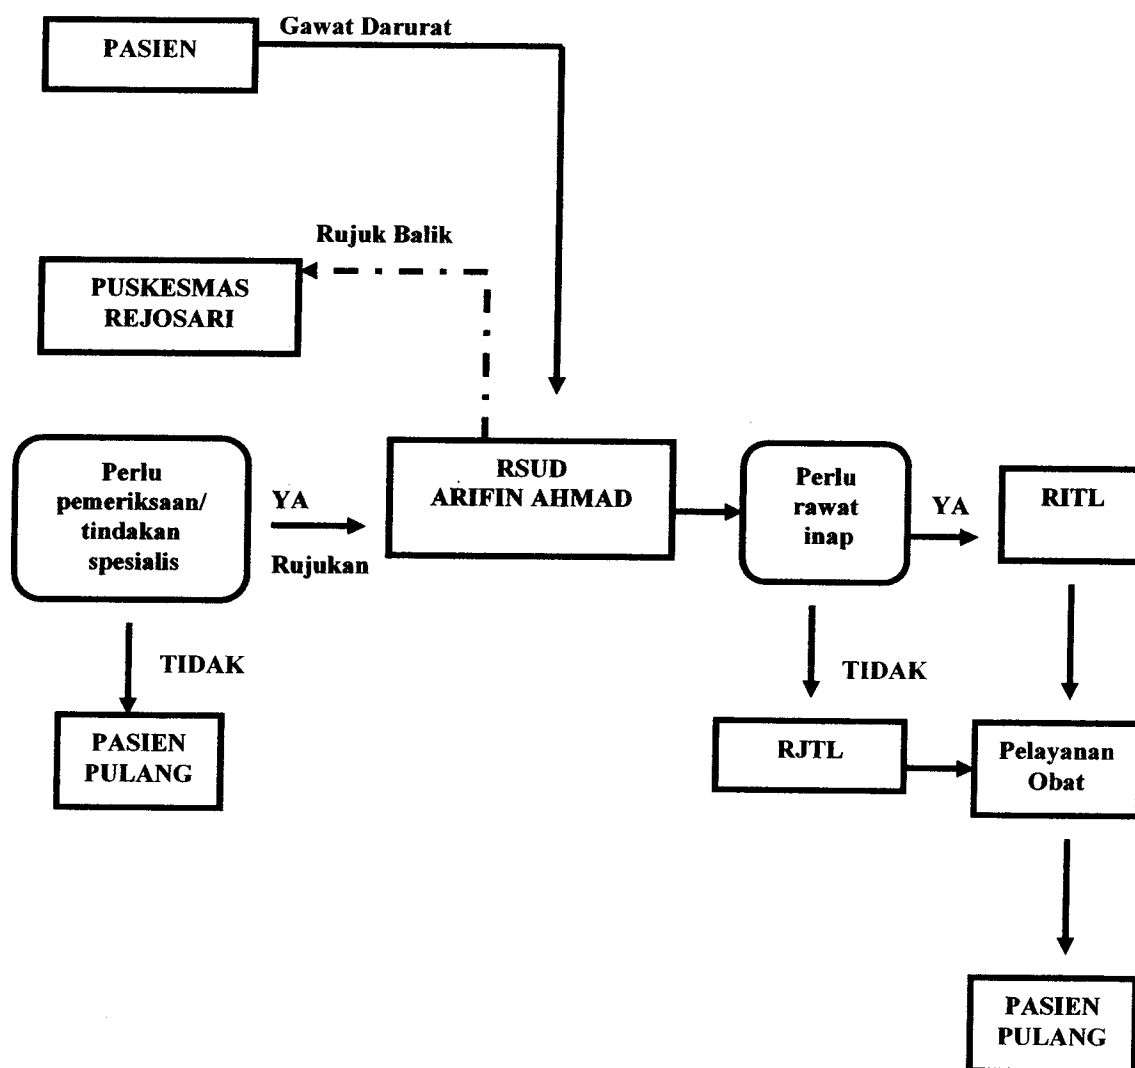 Gawat Darurat
PASIEN
Rujuk Balik
PUSKESMAS
REJOSARI
Perlu
pemeriksaan/
tindakan
spesialis
YA
Rujukan
RSUD
ARIFIN AHMAD
Perlu
rawat
inap
YA
RITL
TIDAK
TIDAK
PASIEN
PULANG
RJTL
Pelayanan
Obat
PASIEN
PULANG